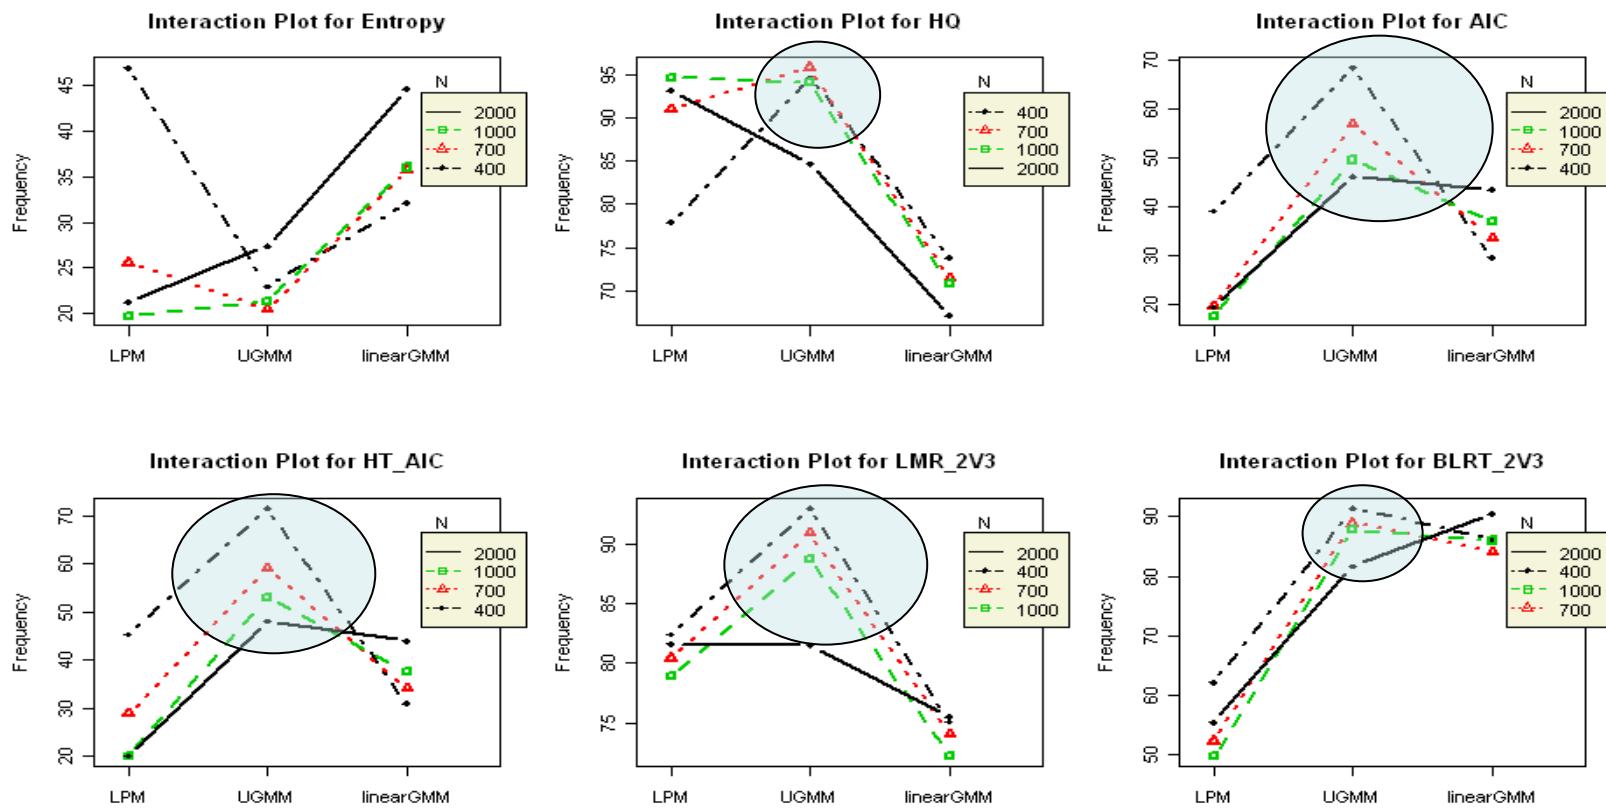 Interaction Plot for Entropy
Frequency
45
40
35
30
25
20
LPM
UGMM
linearGMM
N
2000
1000
700
400
Interaction Plot for HQ
Frequency
95
90
85
80
75
70
LPM
UGMM
linearGMM
400
700
1000
2000
Interaction Plot for AIC
Frequency
70
60
50
40
30
20
LPM
UGMM
linearGMM
N
2000
1000
700
400
Interaction Plot for HT_AIC
Frequency
70
60
50
40
30
20
LPM
UGMM
linearGMM
N
2000
1000
700
400
Interaction Plot for LMR_2V3
Frequency
90
85
80
75
LPM
UGMM
linearGMM
N
2000
400
700
1000
Interaction Plot for BLRT_2V3
Frequency
90
80
70
60
50
LPM
UGMM
linearGMM
N
2000
400
1000
700